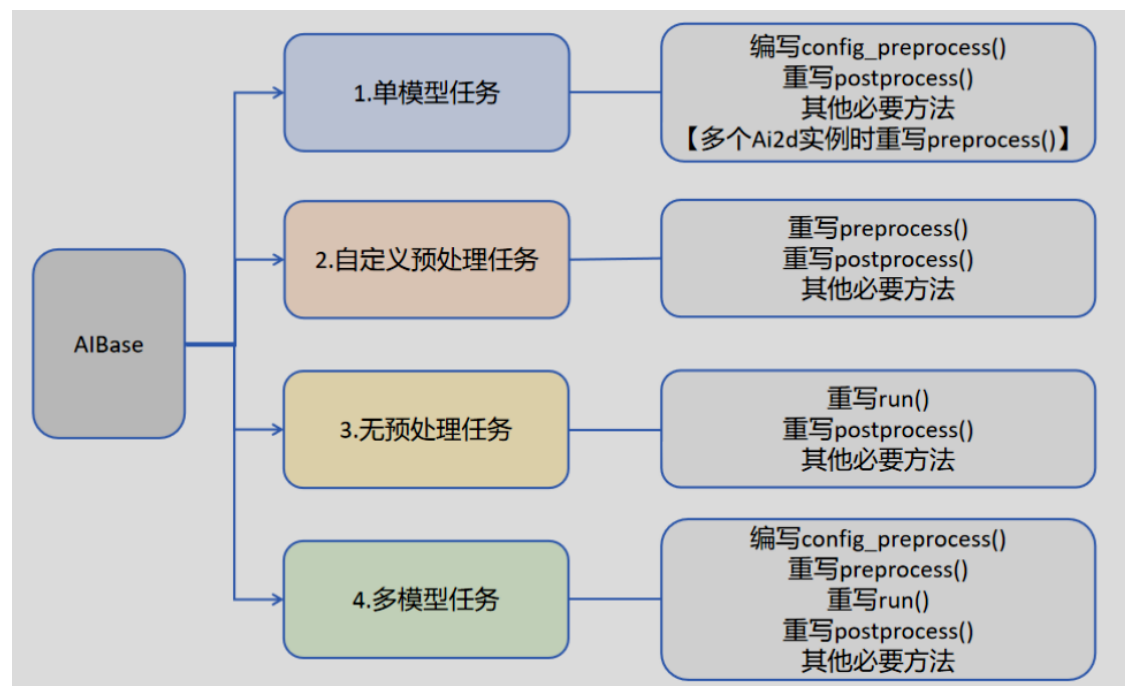 AIBase
1.单模型任务
编写config_preprocess()
重写postprocess()
其他必要方法
【多个Ai2d实例时重写preprocess()】
2.自定义预处理任务
重写preprocess()
重写postprocess()
其他必要方法
3.无预处理任务
重写run()
重写postprocess()
其他必要方法
4.多模型任务
编写config_preprocess()
重写preprocess()
重写run()
重写postprocess()
其他必要方法